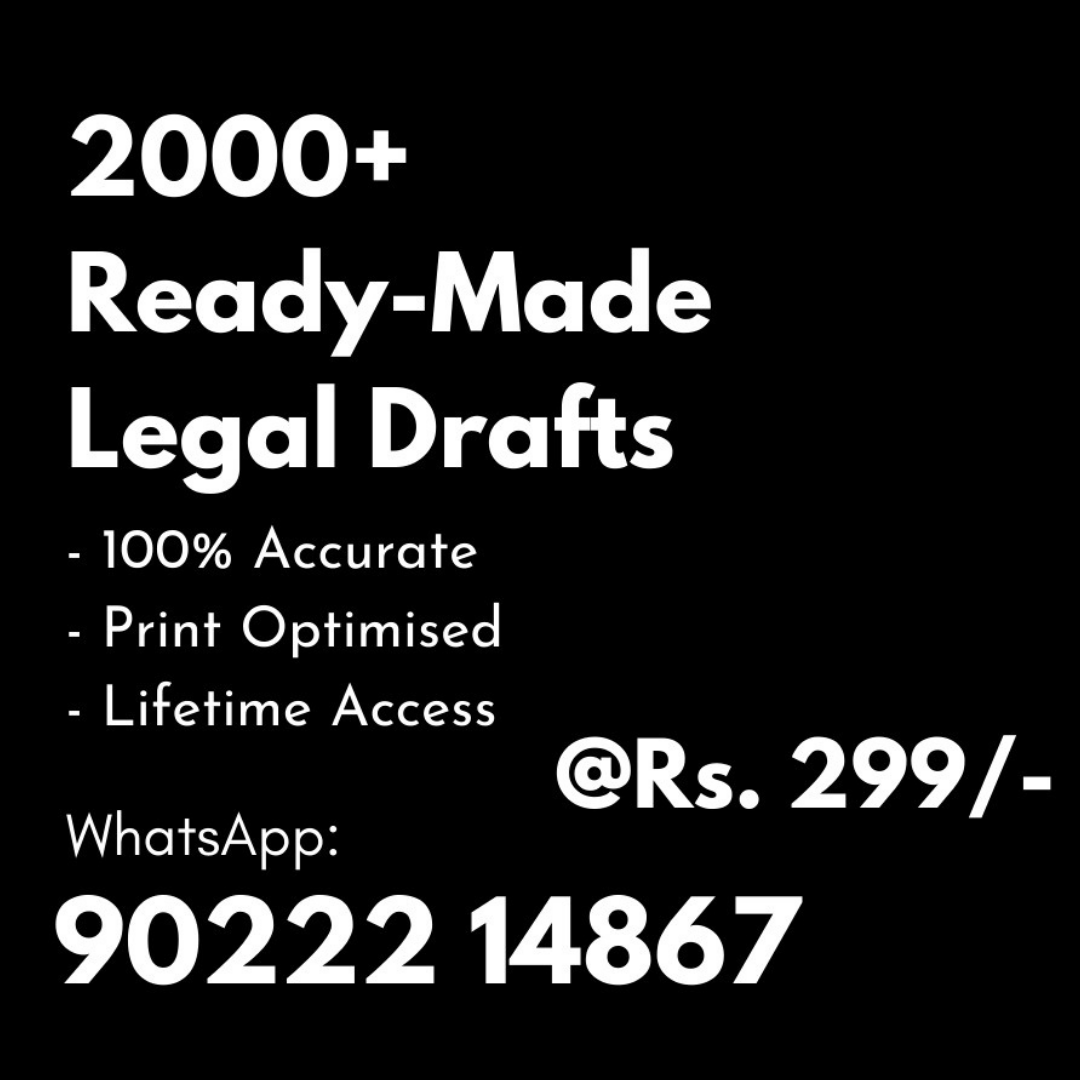 2000+
Ready-Made
Legal Drafts
- 100% Accurate
- Print Optimised
- Lifetime Access
@Rs. 299/-
WhatsApp:
90222 14867